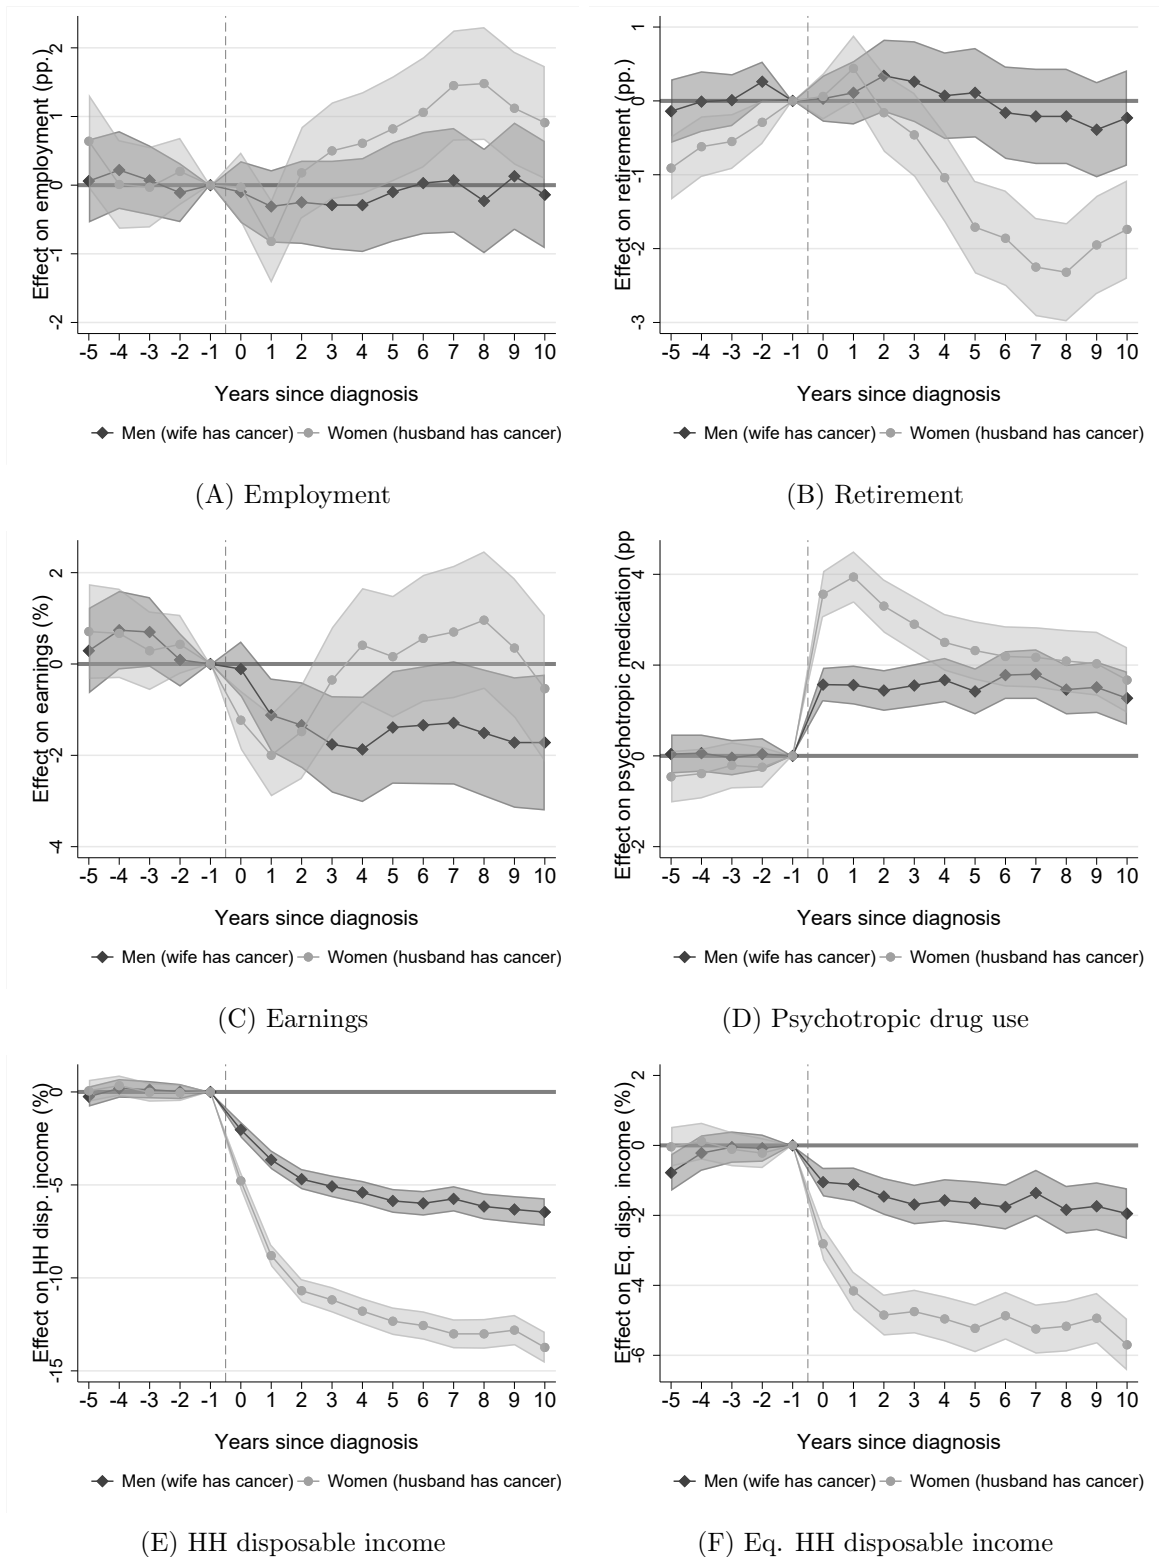 Effect on employment (pp.)
2
1
0
-1
-2
-5 -4 -3 -2 -1 0 1 2 3 4 5 6 7 8 9 10
Years since diagnosis
Men (wife has cancer) Women (husband has cancer)
(A) Employment
Effect on retirement (pp.)
1
0
-1
-2
-3
-5 -4 -3 -2 -1 0 1 2 3 4 5 6 7 8 9 10
Years since diagnosis
Men (wife has cancer) Women (husband has cancer)
(B) Retirement
Effect on earnings (%)
2
0
-2
-4
-5 -4 -3 -2 -1 0 1 2 3 4 5 6 7 8 9 10
Years since diagnosis
Men (wife has cancer) Women (husband has cancer)
(C) Earnings
Effect on psychotropic medication (pp
4
2
0
-2
-5 -4 -3 -2 -1 0 1 2 3 4 5 6 7 8 9 10
Years since diagnosis
Men (wife has cancer) Women (husband has cancer)
(D) Psychotropic drug use
Effect on HH disp. income (%)
0
-5
-10
-15
-5 -4 -3 -2 -1 0 1 2 3 4 5 6 7 8 9 10
Years since diagnosis
Men (wife has cancer) Women (husband has cancer)
(E) HH disposable income
Effect on Eq. disp. income (%)
2
0
-2
-4
-6
-5 -4 -3 -2 -1 0 1 2 3 4 5 6 7 8 9 10
Years since diagnosis
Men (wife has cancer) Women (husband has cancer)
(F) Eq. HH disposable income